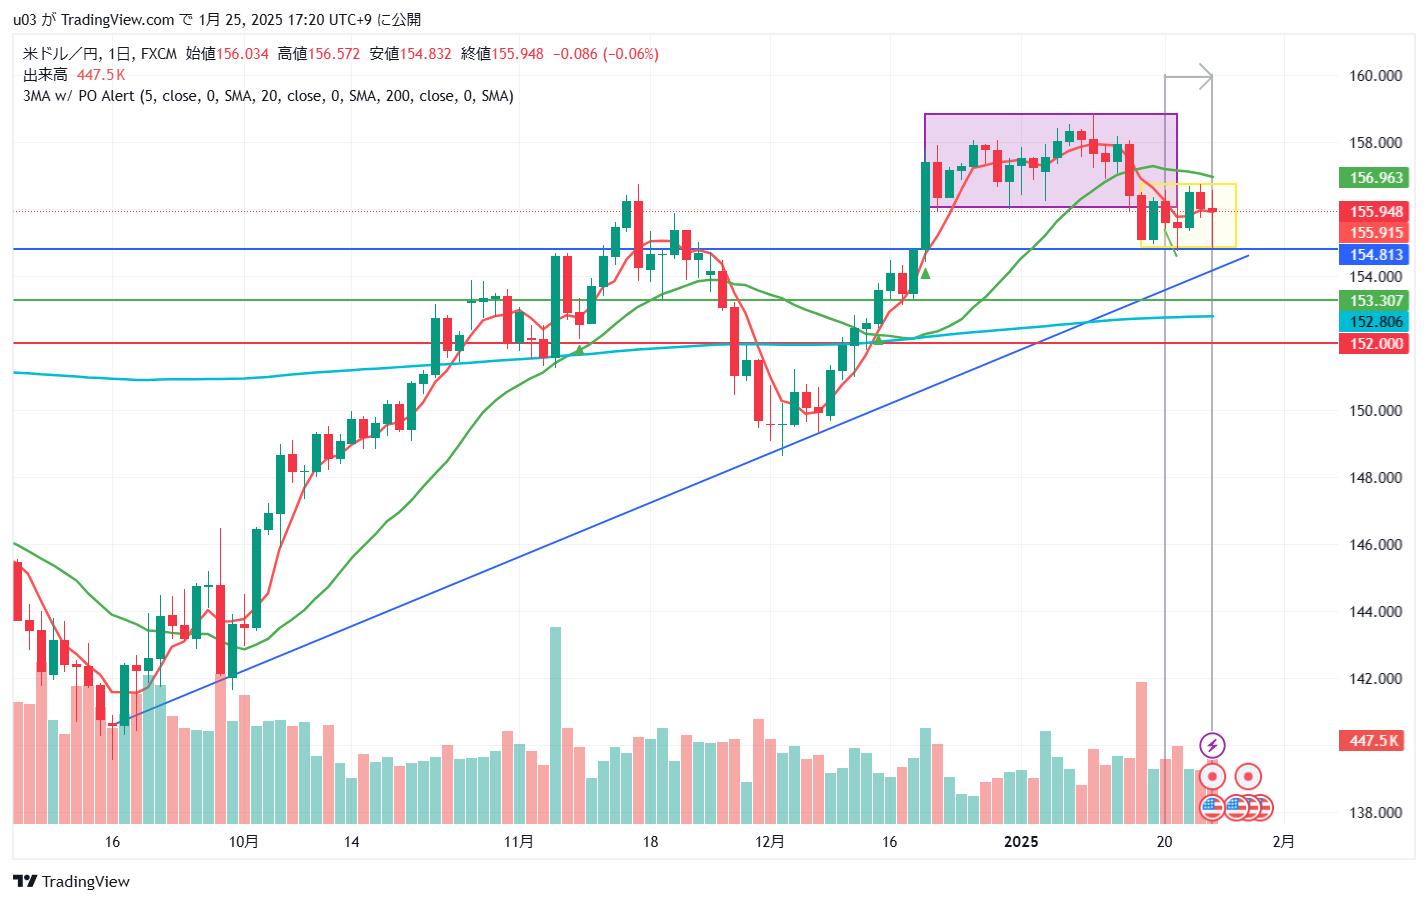 u03 が TradingView.com で 1月 25, 2025 17:20 UTC+9 に公開
米ドル／円, 1日, FXCM 始値156.034 高値156.572 安値154.832 終値155.948 −0.086 (−0.06%)
出来高 447.5K
3MA w/ PO Alert (5, close, 0, SMA, 20, close, 0, SMA, 200, close, 0, SMA)
160.000
158.000
156.963
155.948
155.915
154.813
154.000
153.307
152.806
152.000
150.000
148.000
146.000
144.000
142.000
447.5K
138.000
16 10月 14 11月 18 12月 16 2025 20 2月
TradingView